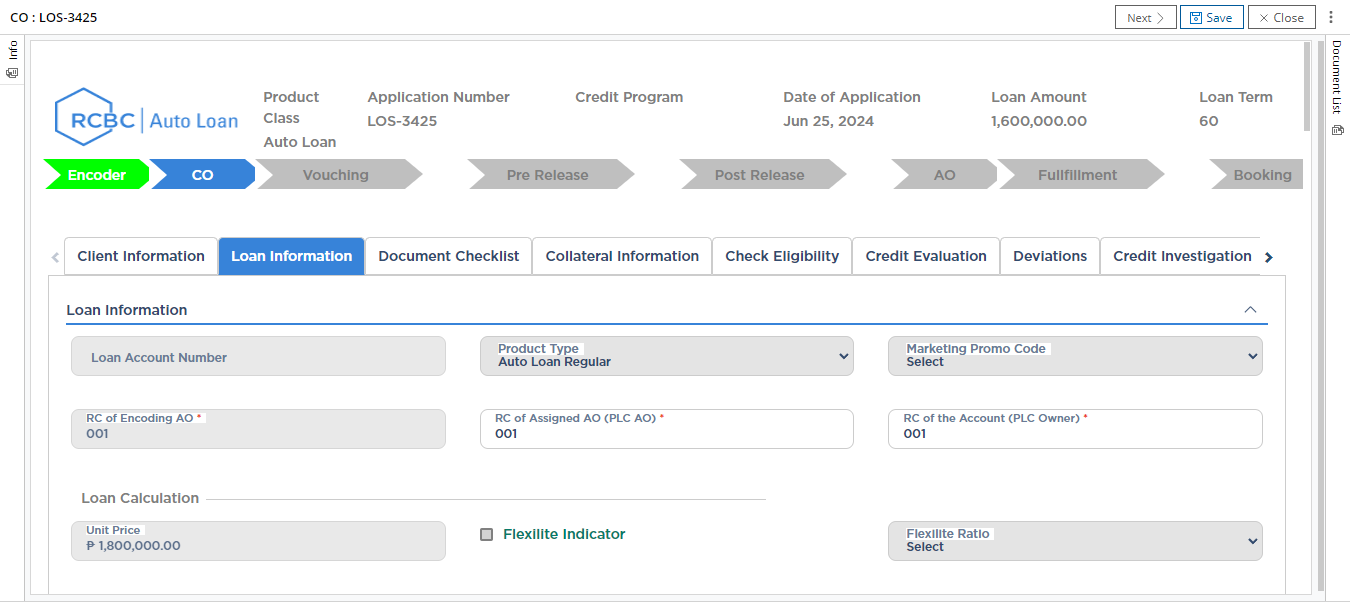 CO : LOS-3425
Next
Save
Close
Info
Document List
RCBC Auto Loan
Product Class
Auto Loan
Application Number
LOS-3425
Credit Program
Date of Application
Jun 25, 2024
Loan Amount
1,600,000.00
Loan Term
60
Encoder
CO
Vouching
Pre Release
Post Release
AO
Fullfillment
Booking
Client Information
Loan Information
Document Checklist
Collateral Information
Check Eligibility
Credit Evaluation
Deviations
Credit Investigation
Loan Information
Loan Account Number
Product Type
Auto Loan Regular
Marketing Promo Code
Select
RC of Encoding AO *
001
RC of Assigned AO (PLC AO) *
001
RC of the Account (PLC Owner) *
001
Loan Calculation
Unit Price
₱ 1,800,000.00
Flexilite Indicator
Flexilite Ratio
Select